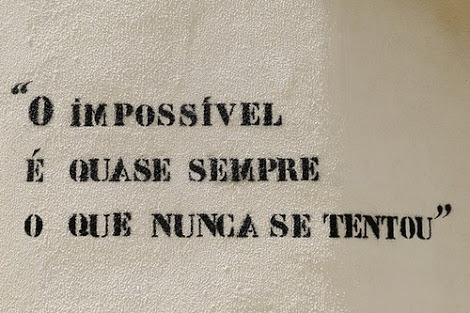 “O IMPOSSÍVEL
É QUASE SEMPRE
O QUE NUNCA SE TENTOU”